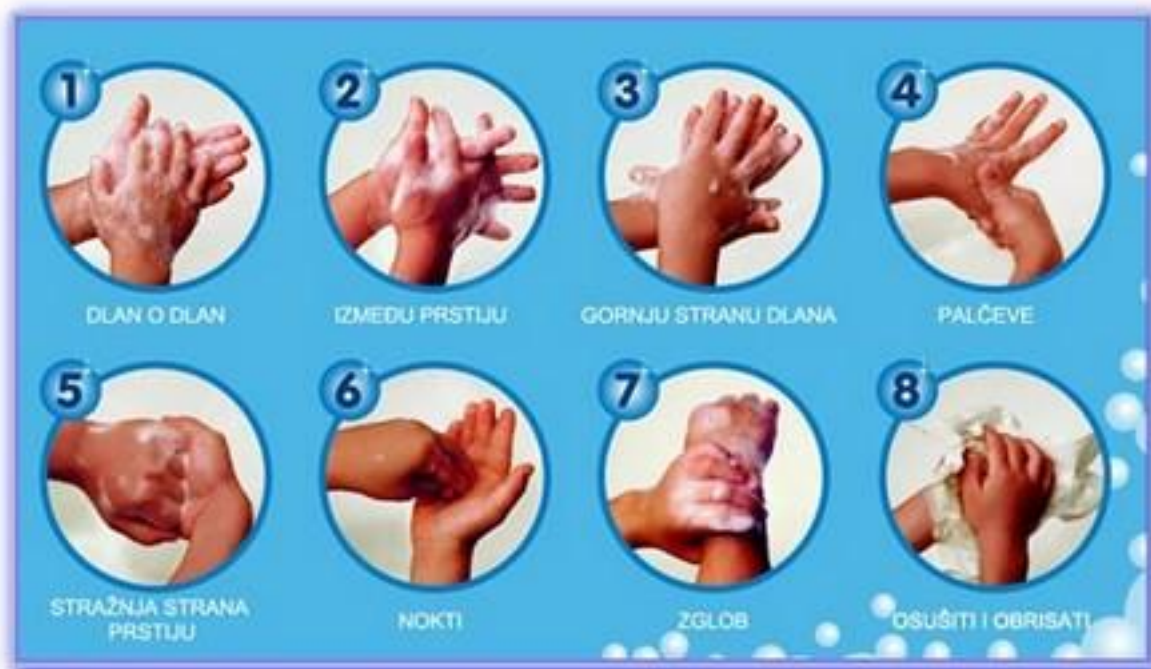 1
2
3
4
DLAN O DLAN
IZMEĐU PRSTIJU
GORNJU STRANU DLANA
PALČEVE
5
6
7
8
STRAŽNJA STRANA
PRSTIJU
NOKTI
ZGLOB
OSUŠITI I OBRISATI